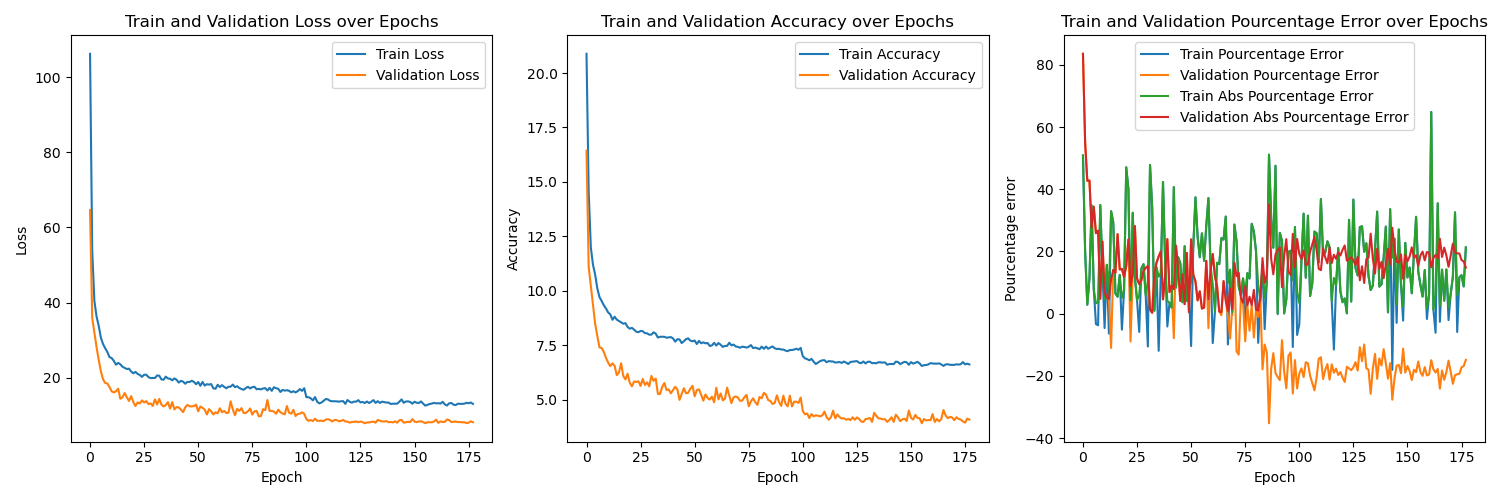 Train and Validation Loss over Epochs
Train Loss
Validation Loss
100
80
60
40
20
Loss
0 25 50 75 100 125 150 175
Epoch
Train and Validation Accuracy over Epochs
Train Accuracy
Validation Accuracy
20.0
17.5
15.0
12.5
10.0
7.5
5.0
Accuracy
0 25 50 75 100 125 150 175
Epoch
Train and Validation Pourcentage Error over Epochs
Train Pourcentage Error
Validation Pourcentage Error
Train Abs Pourcentage Error
Validation Abs Pourcentage Error
80
60
40
20
0
−20
−40
Pourcentage error
0 25 50 75 100 125 150 175
Epoch